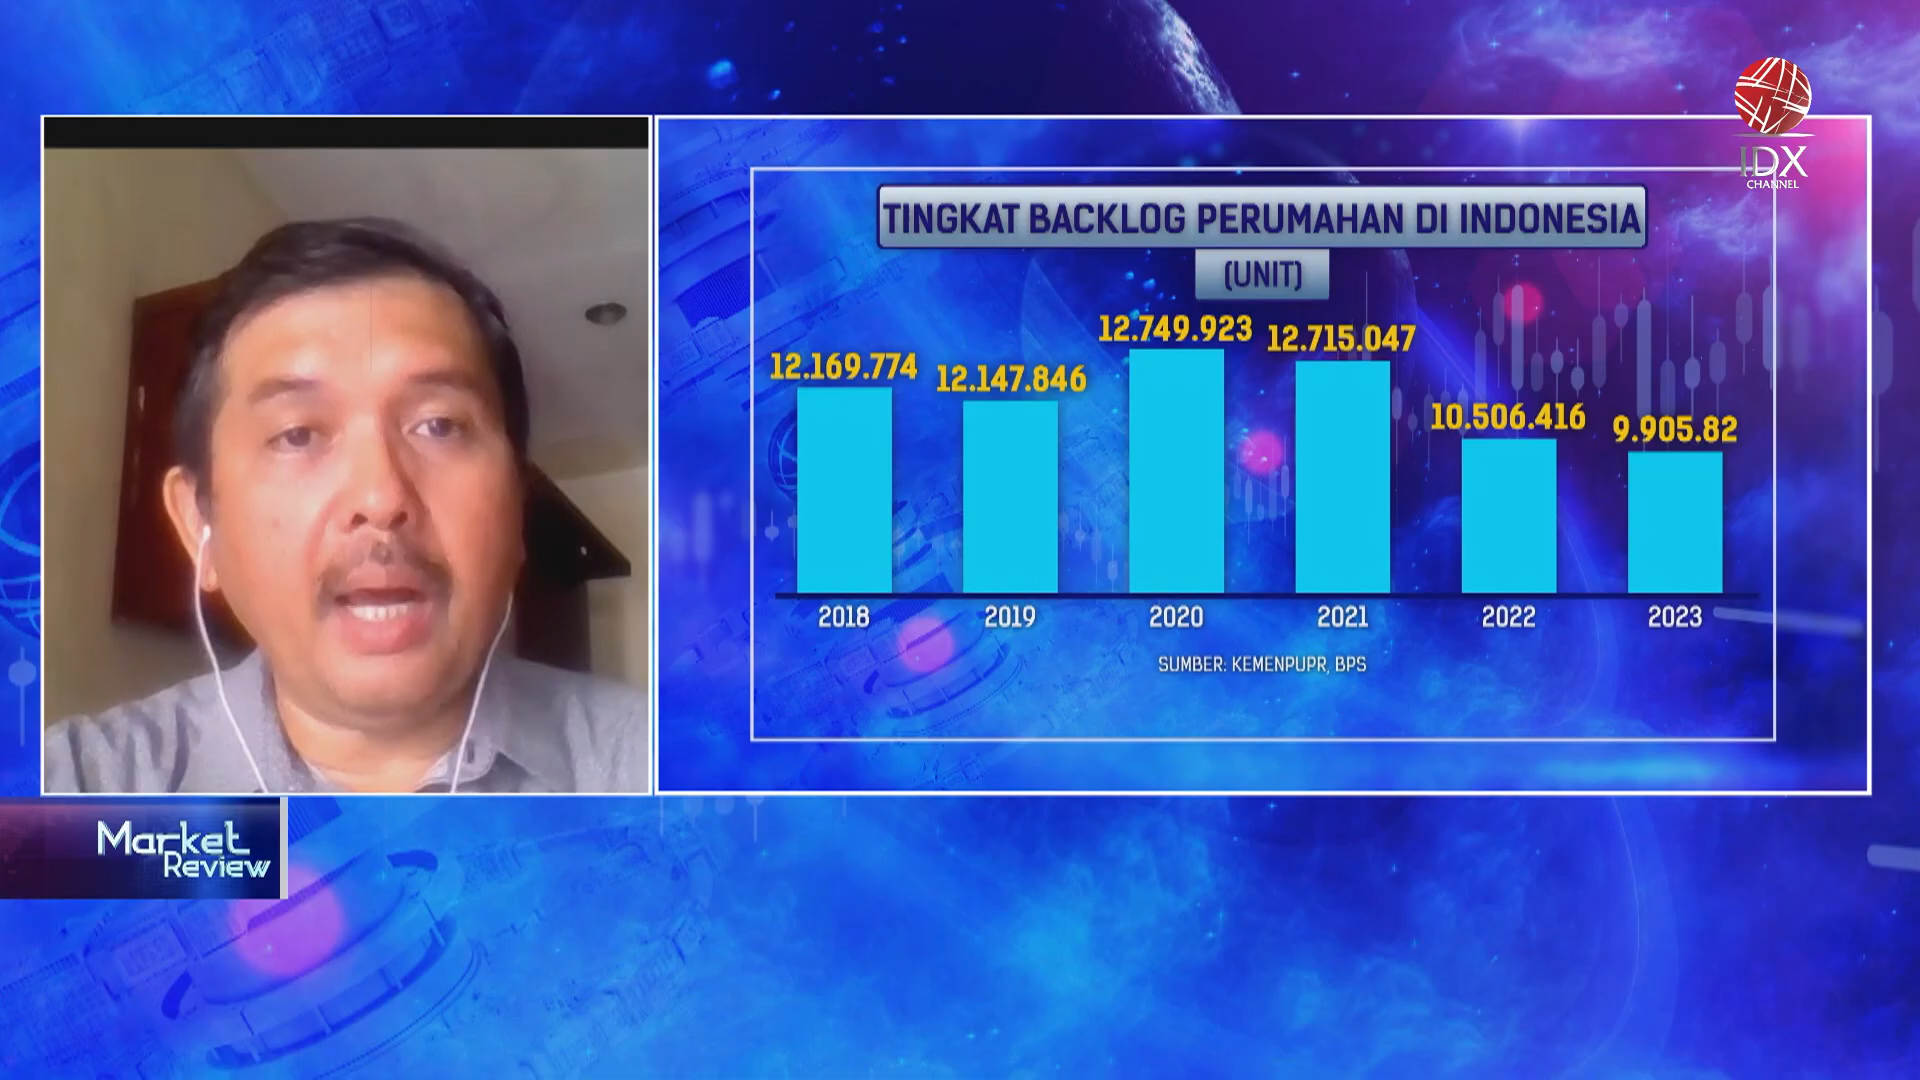 IDX
CHANNEL
TINGKAT BACKLOG PERUMAHAN DI INDONESIA
(UNIT)
12.169.774
12.147.846
12.749.923
12.715.047
10.506.416
9.905.82
2018
2019
2020
2021
2022
2023
SUMBER: KEMENPUPR, BPS
Market
Review